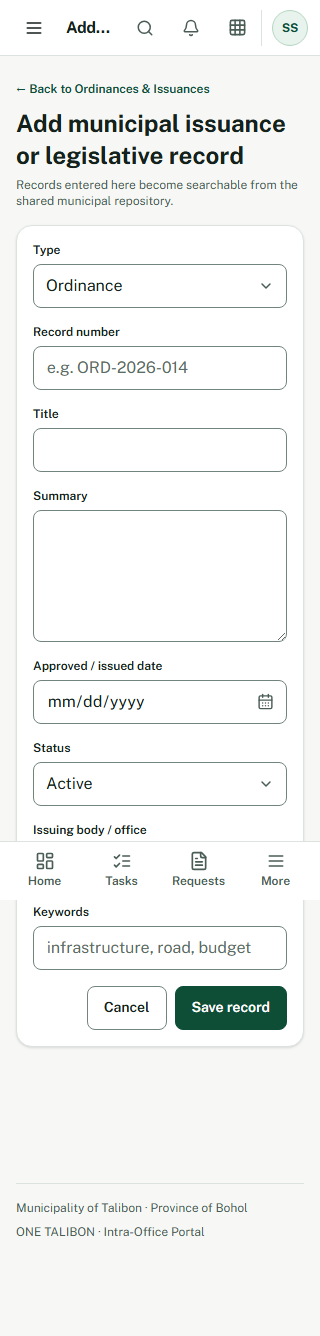 Add...
SS
← Back to Ordinances & Issuances
Add municipal issuance
or legislative record
Records entered here become searchable from the
shared municipal repository.
Type
Ordinance
Record number
e.g. ORD-2026-014
Title
Summary
Approved / issued date
mm/dd/yyyy
Status
Active
Issuing body / office
Home
Tasks
Requests
More
Keywords
infrastructure, road, budget
Cancel
Save record
Municipality of Talibon · Province of Bohol
ONE TALIBON · Intra-Office Portal